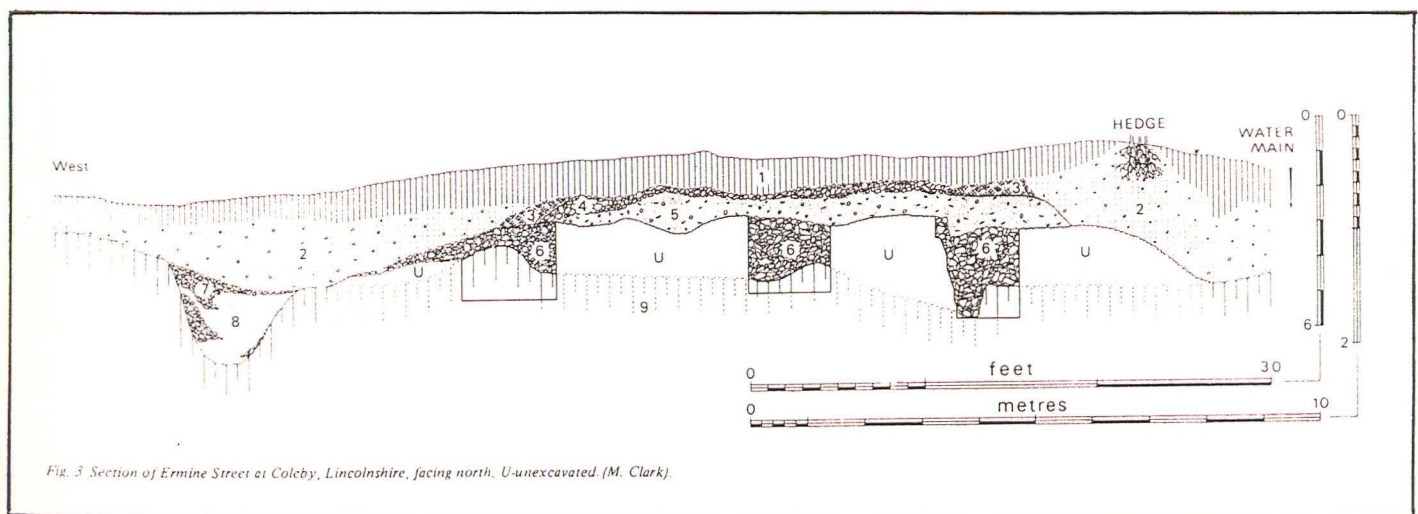 HEDGE
WATER
MAIN
0
0
West
1
3
4
3
5
2
2
6
6
6
U
U
U
U
7
8
9
6
2
0 feet 30
0 metres 10
Fig. 3 Section of Ermine Street at Coleby, Lincolnshire, facing north, U-unexcavated. (M. Clark).